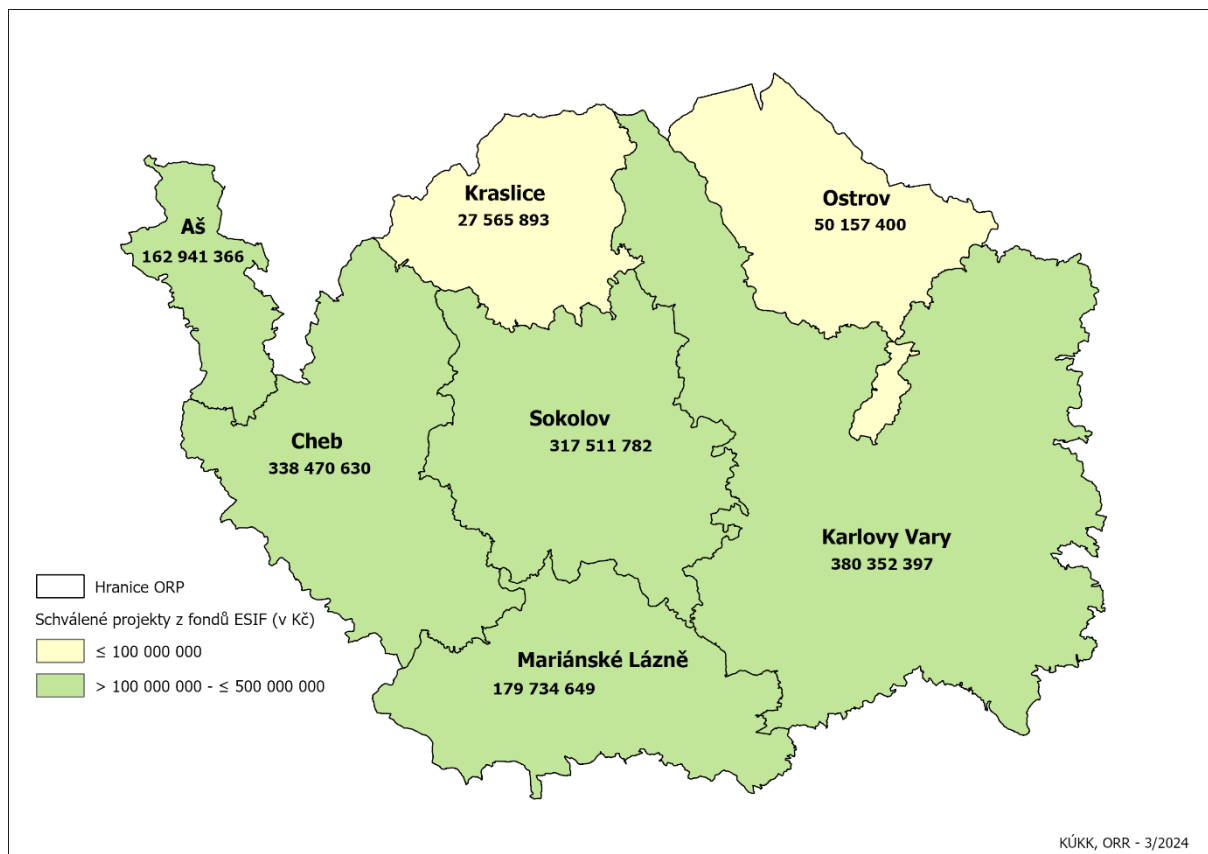 Kraslice
27 565 893
Ostrov
50 157 400
Aš
162 941 366
Sokolov
317 511 782
Cheb
338 470 630
Karlovy Vary
380 352 397
Mariánské Lázně
179 734 649
Hranice ORP
Schválené projekty z fondů ESIF (v Kč)
≤ 100 000 000
> 100 000 000 - ≤ 500 000 000
KÚKK, ORR - 3/2024